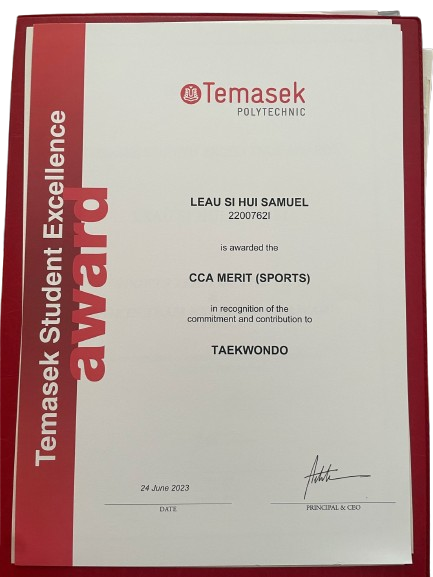 Temasek
POLYTECHNIC
Temasek Student Excellence
award
LEAU SI HUI SAMUEL
2200762I
is awarded the
CCA MERIT (SPORTS)
in recognition of the
commitment and contribution to
TAEKWONDO
24 June 2023
DATE
PRINCIPAL & CEO